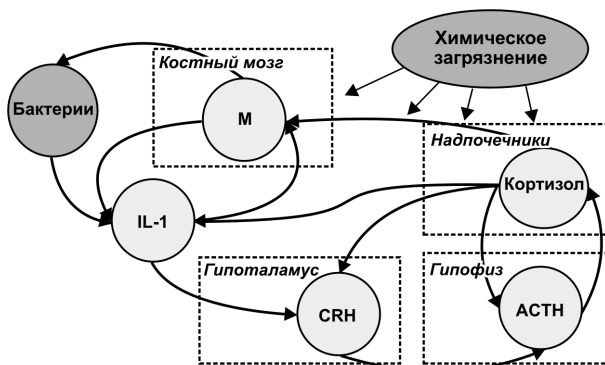 Химическое
загрязнение
Костный мозг
Бактерии
М
Надпочечники
Кортизол
IL-1
Гипоталамус
Гипофиз
CRH
ACTH